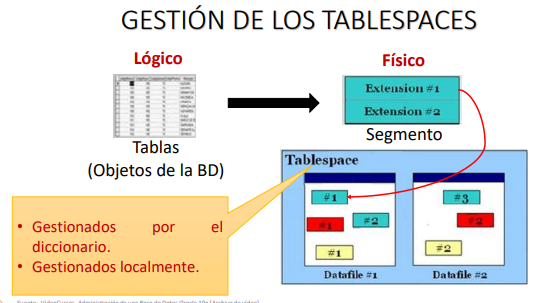 GESTIÓN DE LOS TABLESPACES
Lógico
Físico
Extension #1
Extension #2
Tablas
(Objetos de la BD)
Segmento
Tablespace
#1
#3
#1
#2
#2
#1
#2
Datafile #1
Datafile #2
• Gestionados por el
diccionario.
• Gestionados localmente.